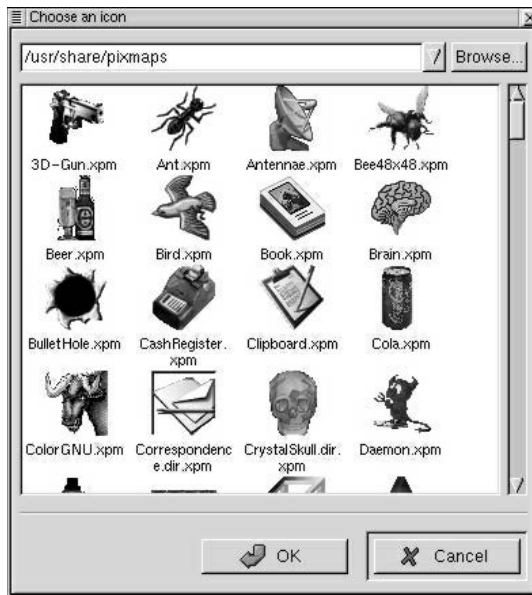 Choose an icon
/usr/share/pixmaps
Browse...
3D-Gun.xpm
Ant.xpm
Antennae.xpm
Bee48x48.xpm
Beer.xpm
Bird.xpm
Book.xpm
Brain.xpm
BulletHole.xpm
CashRegister.
xpm
Clipboard.xpm
Cola.xpm
ColorGNU.xpm
Correspondenc
e.dir.xpm
CrystalSkull.dir.
xpm
Daemon.xpm
OK
Cancel